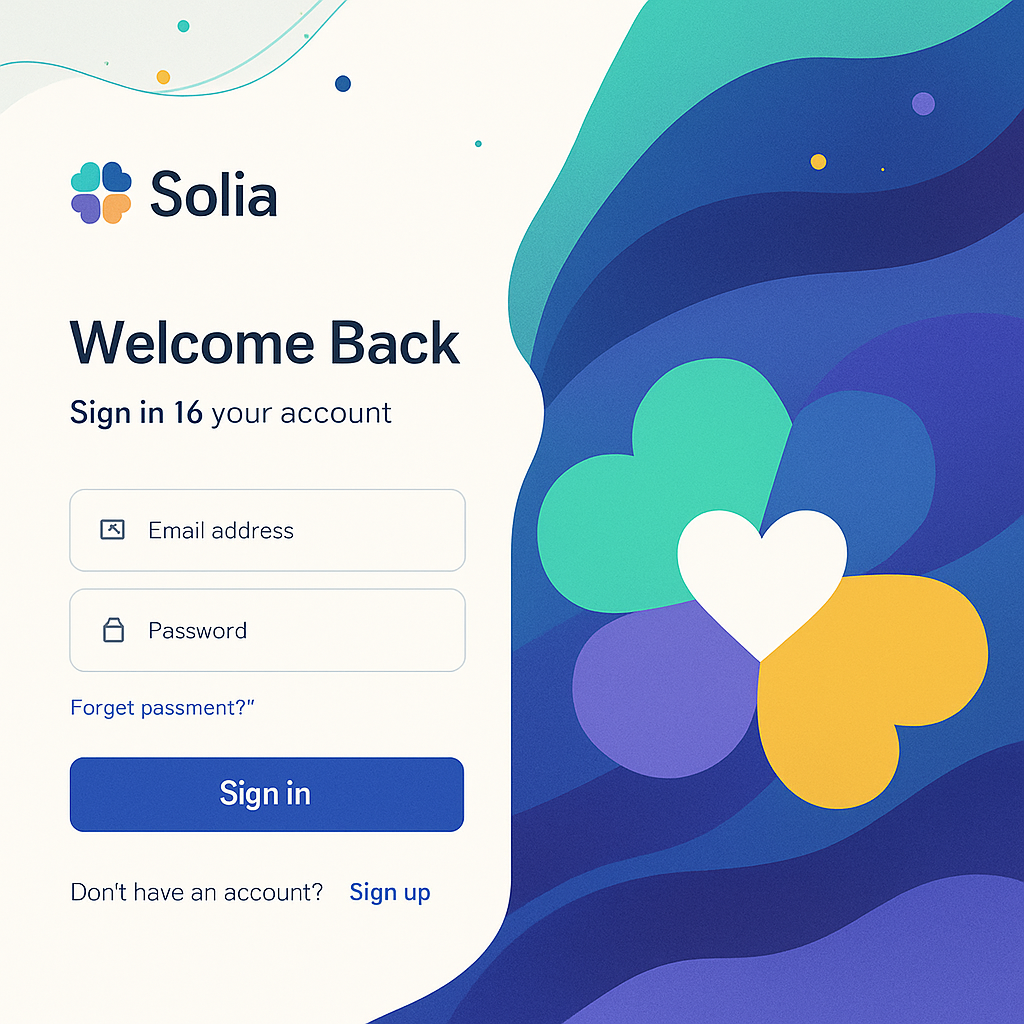 Solia
Welcome Back
Sign in 16 your account
Email address
Password
Forget passment?"
Sign in
Don't have an account? Sign up